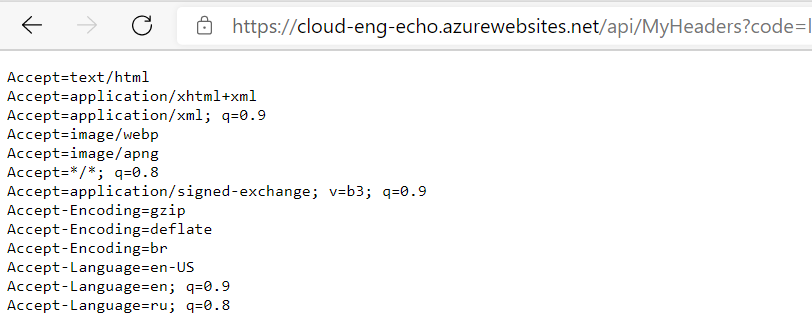 https://cloud-eng-echo.azurewebsites.net/api/MyHeaders?code=
Accept=text/html
Accept=application/xhtml+xml
Accept=application/xml; q=0.9
Accept=image/webp
Accept=image/apng
Accept=*/*; q=0.8
Accept=application/signed-exchange; v=b3; q=0.9
Accept-Encoding=gzip
Accept-Encoding=deflate
Accept-Encoding=br
Accept-Language=en-US
Accept-Language=en; q=0.9
Accept-Language=ru; q=0.8